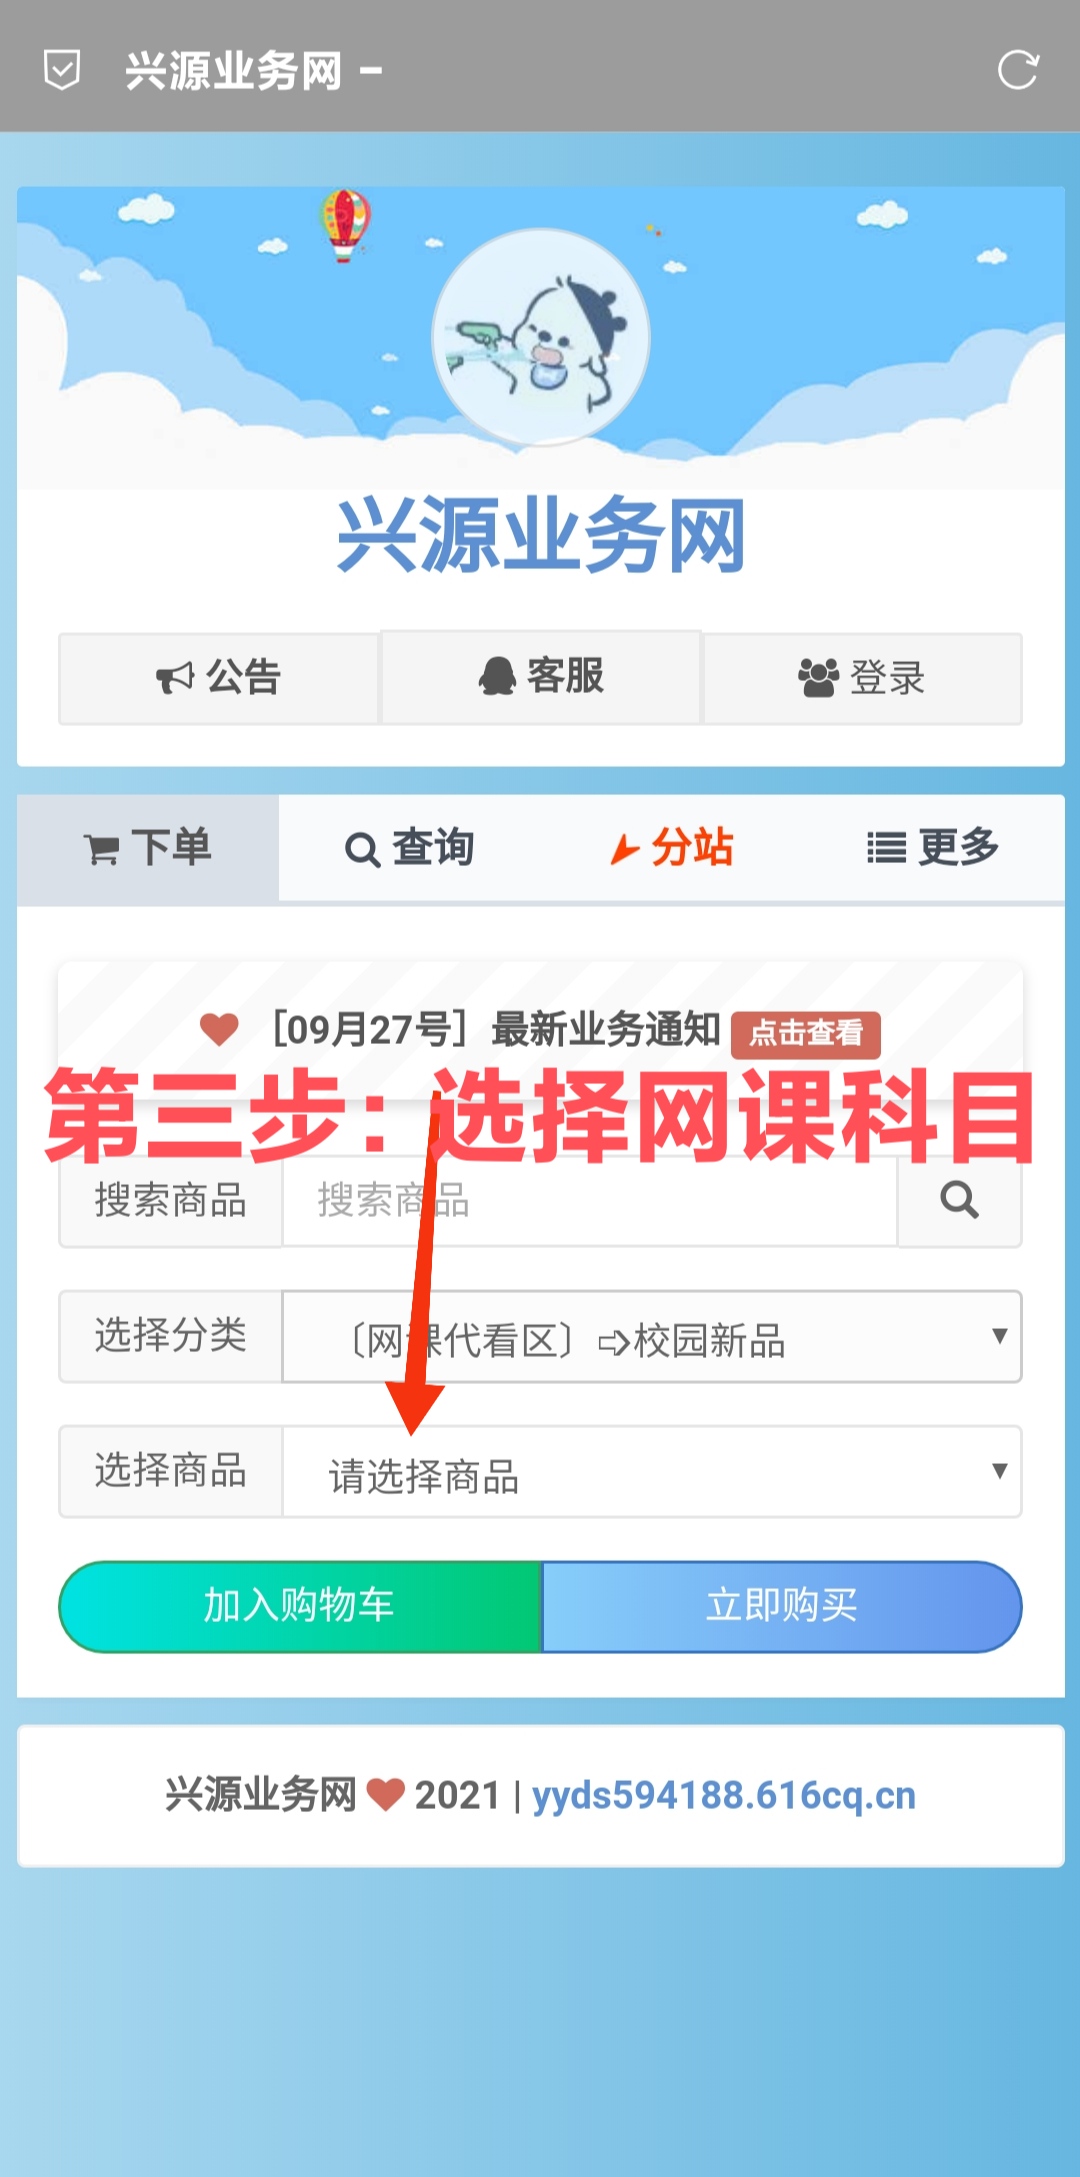 兴源业务网 -
兴源业务网
公告 客服 登录
下单 查询 分站 更多
［09月27号］最新业务通知 点击查看
第三步：选择网课科目
搜索商品 搜索商品
选择分类 〔网课代看区〕➩校园新品
选择商品 请选择商品
加入购物车 立即购买
兴源业务网 ❤ 2021 | yyds594188.616cq.cn